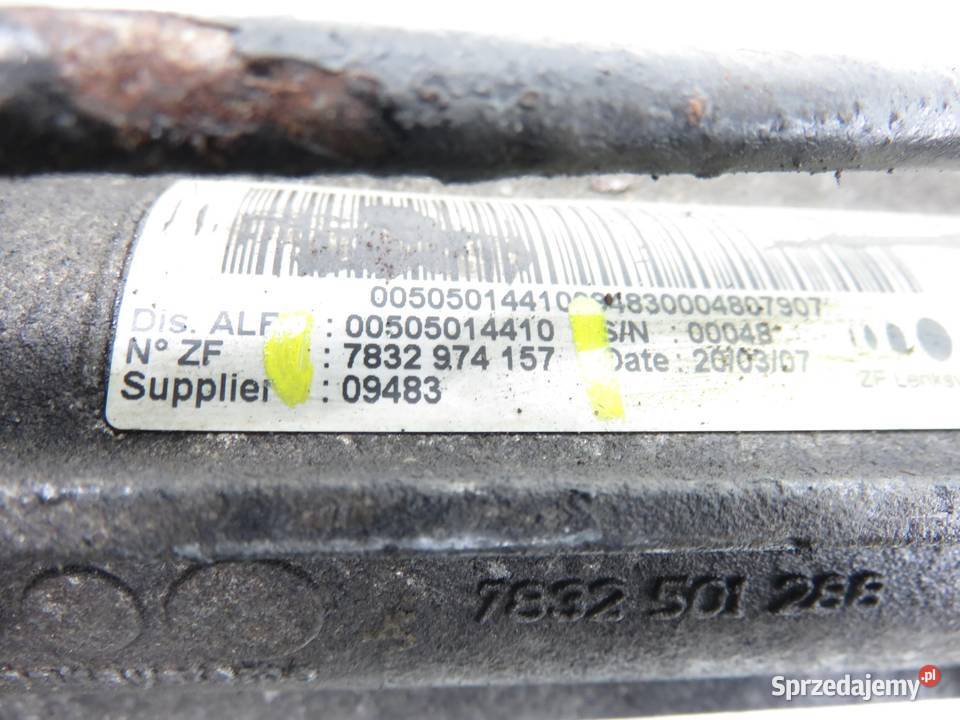 00505014410094830004807907
Dis. ALF : 00505014410 S/N : 00048
N° ZF : 7832 974 157 Date : 20/03/07
Supplier : 09483
ZF Lenksy
7832 501 288
Sprzedajemy.pl